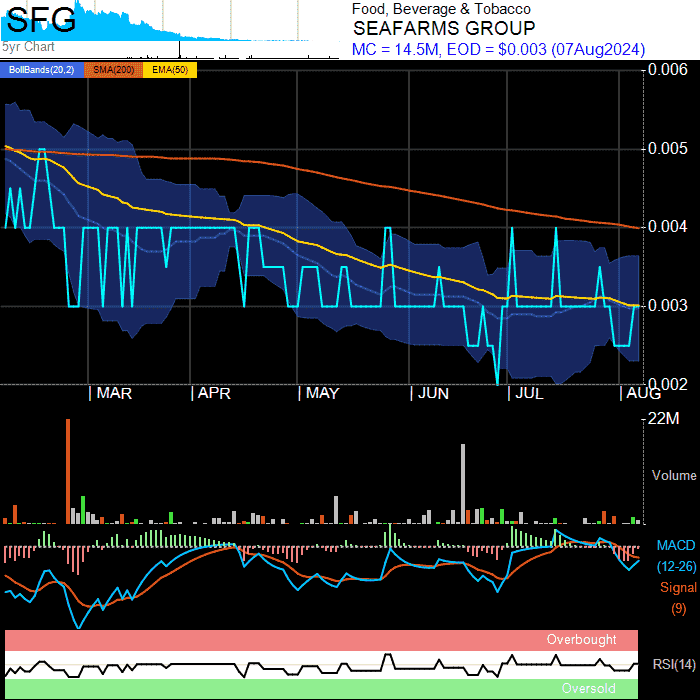 SFG
5yr Chart
Food, Beverage & Tobacco
SEAFARMS GROUP
MC = 14.5M, EOD = $0.003 (07Aug2024)
BollBands(20,2) SMA(200) EMA(50)
0.006
0.005
0.004
0.003
0.002
MAR APR MAY JUN JUL AUG
22M
Volume
MACD
(12-26)
Signal
(9)
Overbought
RSI(14)
Oversold